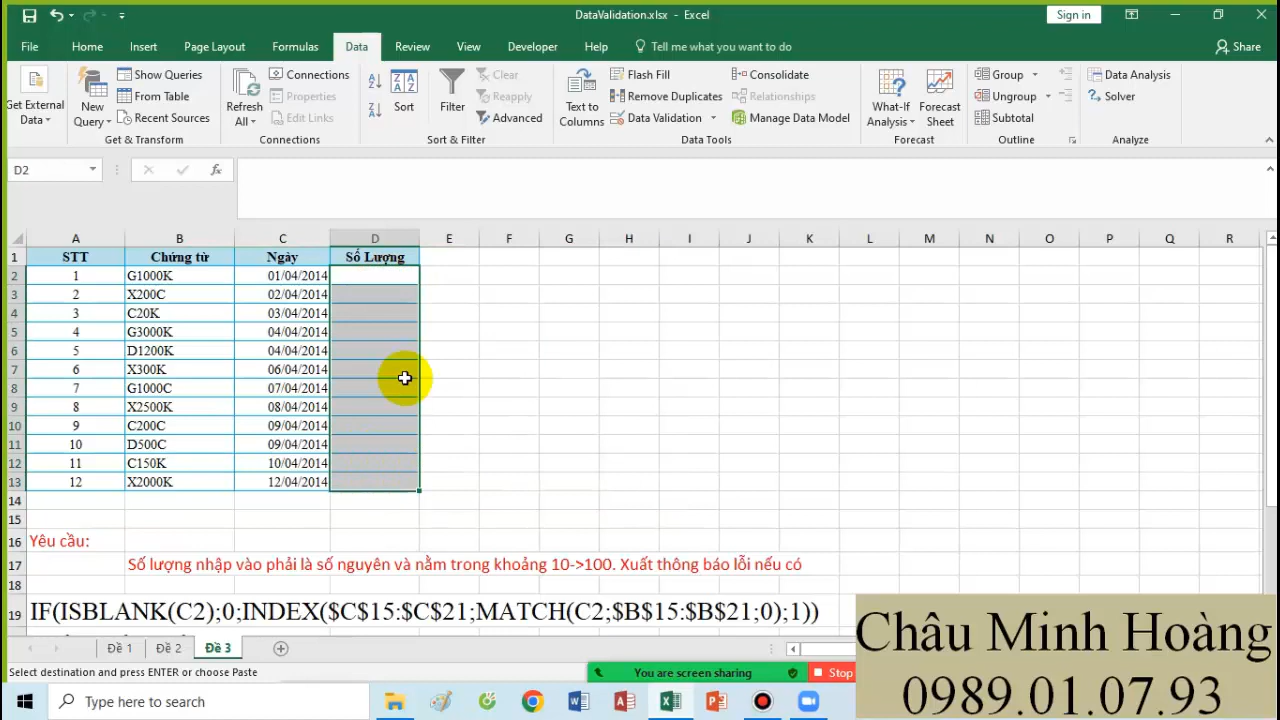 DataValidation.xlsx - Excel
Sign in
File Home Insert Page Layout Formulas Data Review View Developer Help Tell me what you want to do Share
Get External Data
New Query
Show Queries
From Table
Recent Sources
Get & Transform
Refresh All
Connections
Properties
Edit Links
Connections
Sort
Filter
Clear
Reapply
Advanced
Sort & Filter
Text to Columns
Flash Fill
Remove Duplicates
Data Validation
Consolidate
Relationships
Manage Data Model
Data Tools
What-If Analysis
Forecast Sheet
Forecast
Group
Ungroup
Subtotal
Outline
Data Analysis
Solver
Analyze
D2 fx
A B C D E F G H I J K L M N O P Q R
1 STT Chứng từ Ngày Số Lượng
2 1 G1000K 01/04/2014
3 2 X200C 02/04/2014
4 3 C20K 03/04/2014
5 4 G3000K 04/04/2014
6 5 D1200K 04/04/2014
7 6 X300K 06/04/2014
8 7 G1000C 07/04/2014
9 8 X2500K 08/04/2014
10 9 C200C 09/04/2014
11 10 D500C 09/04/2014
12 11 C150K 10/04/2014
13 12 X2000K 12/04/2014
14
15
16 Yêu cầu:
17 Số lượng nhập vào phải là số nguyên và nằm trong khoảng 10->100. Xuất thông báo lỗi nếu có
18
19 IF(ISBLANK(C2);0;INDEX($C$15:$C$21;MATCH(C2;$B$15:$B$21;0);1))
Châu Minh Hoàng
0989.01.07.93
Đề 1 Đề 2 Đề 3
Select destination and press ENTER or choose Paste
You are screen sharing
Stop
Type here to search